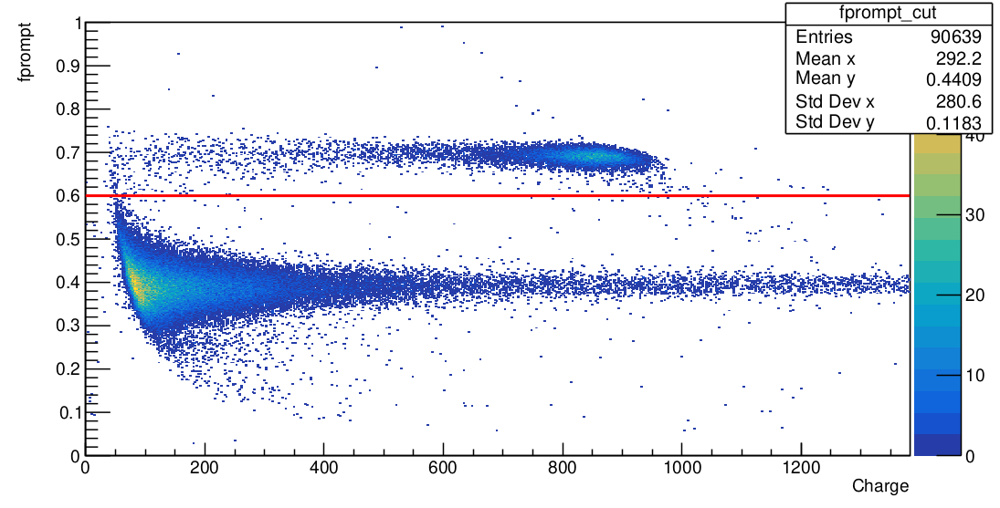 fprompt_cut
Entries 90639
Mean x 292.2
Mean y 0.4409
Std Dev x 280.6
Std Dev y 0.1183
fprompt
1
0.9
0.8
0.7
0.6
0.5
0.4
0.3
0.2
0.1
0
0 200 400 600 800 1000 1200
Charge
40
30
20
10
0